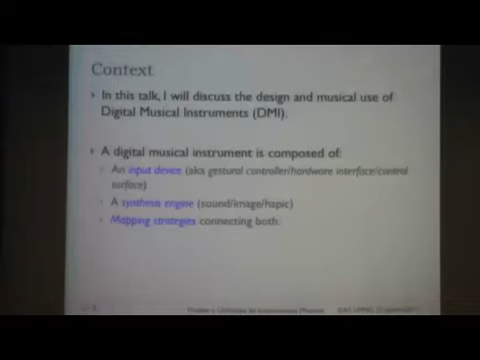 Context
In this talk, I will discuss the design and musical use of
Digital Musical Instruments (DMI).
A digital musical instrument is composed of:
An input device (aka gestural controller/hardware interface/control
surface)
A synthesis engine (sound/image/hapic)
Mapping strategies connecting both.